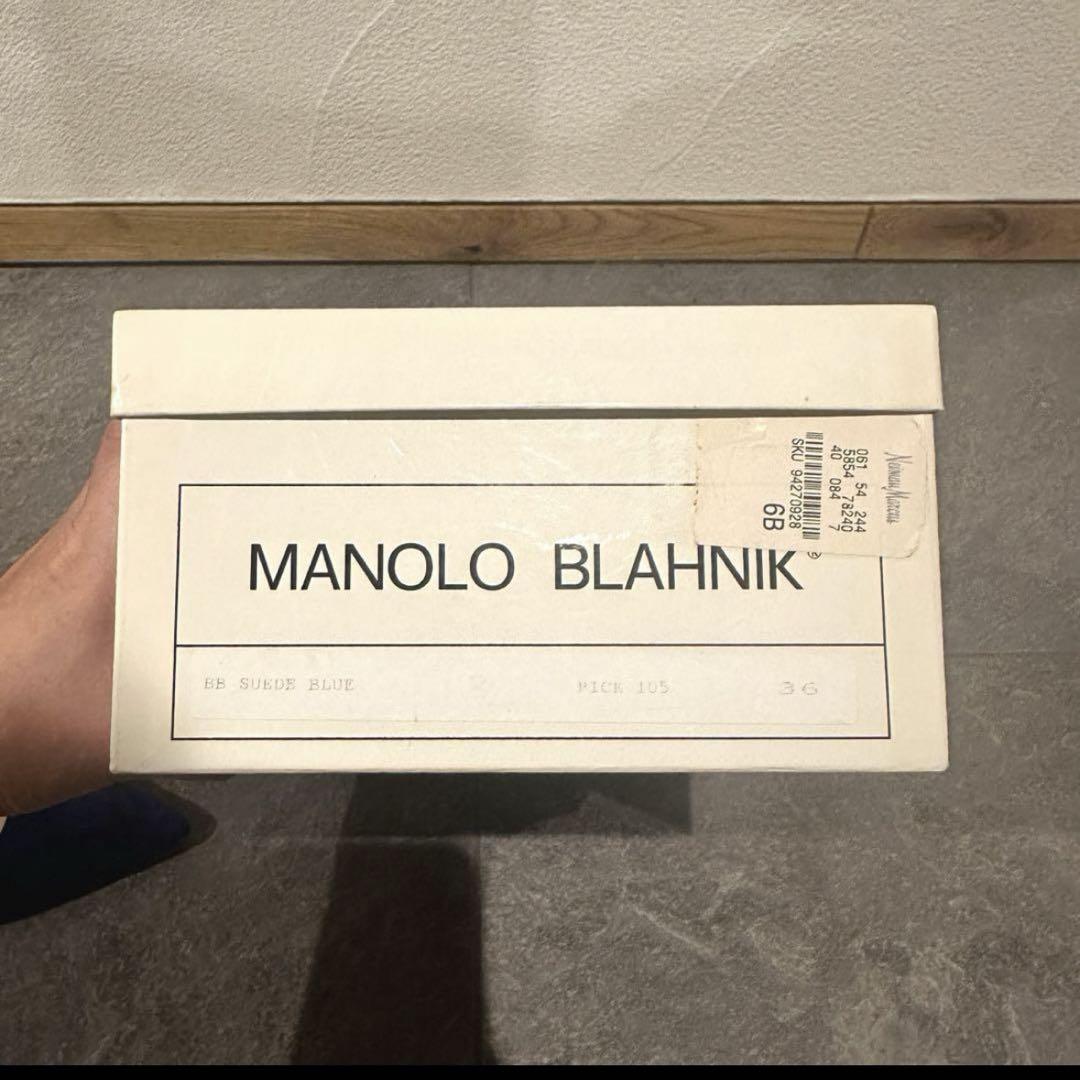 MANOLO BLAHNIK
BB SUEDE BLUE PICK 105 36
Neiman Marcus
061 54 244
5854 78240
40 084 7
SKU 94270928
6B